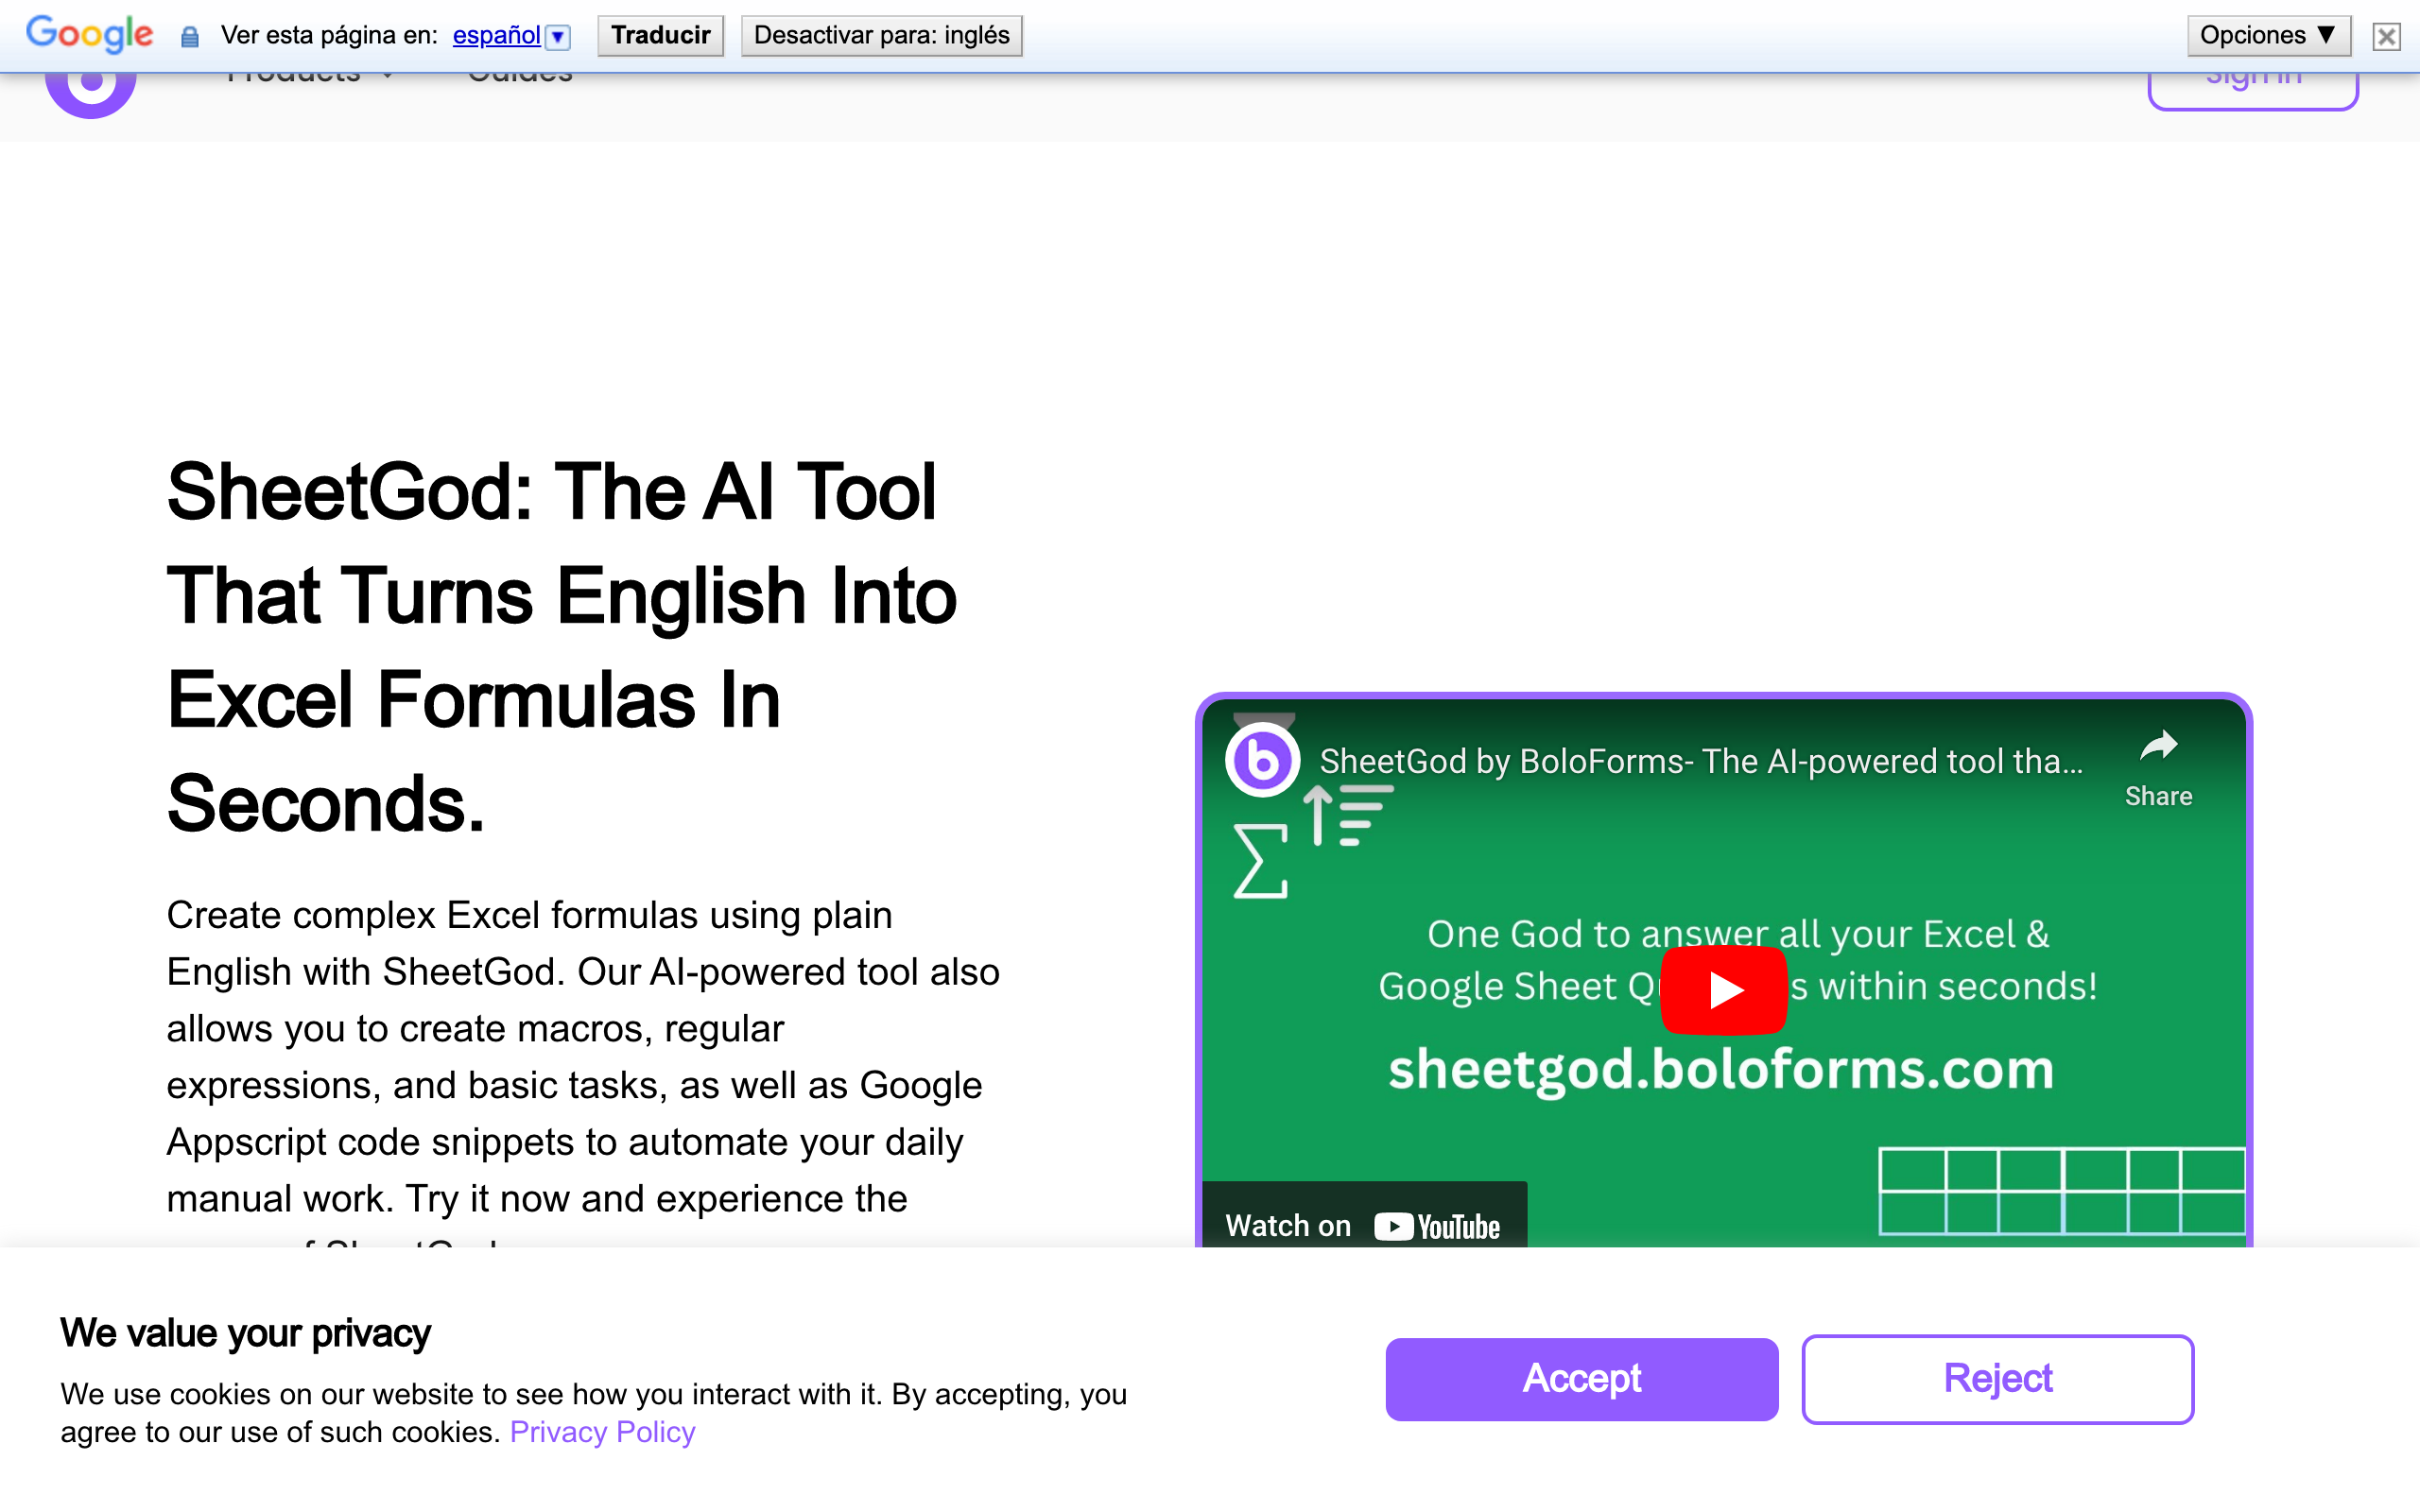 Google Ver esta página en: español Traducir Desactivar para: inglés Opciones ▼
Products Guides Sign in
SheetGod: The AI Tool
That Turns English Into
Excel Formulas In
Seconds.
Create complex Excel formulas using plain
English with SheetGod. Our AI-powered tool also
allows you to create macros, regular
expressions, and basic tasks, as well as Google
Appscript code snippets to automate your daily
manual work. Try it now and experience the
of SheetGod
SheetGod by BoloForms- The AI-powered tool tha...
Share
One God to answer all your Excel &
Google Sheet Q s within seconds!
sheetgod.boloforms.com
Watch on YouTube
We value your privacy
We use cookies on our website to see how you interact with it. By accepting, you
agree to our use of such cookies. Privacy Policy
Accept
Reject